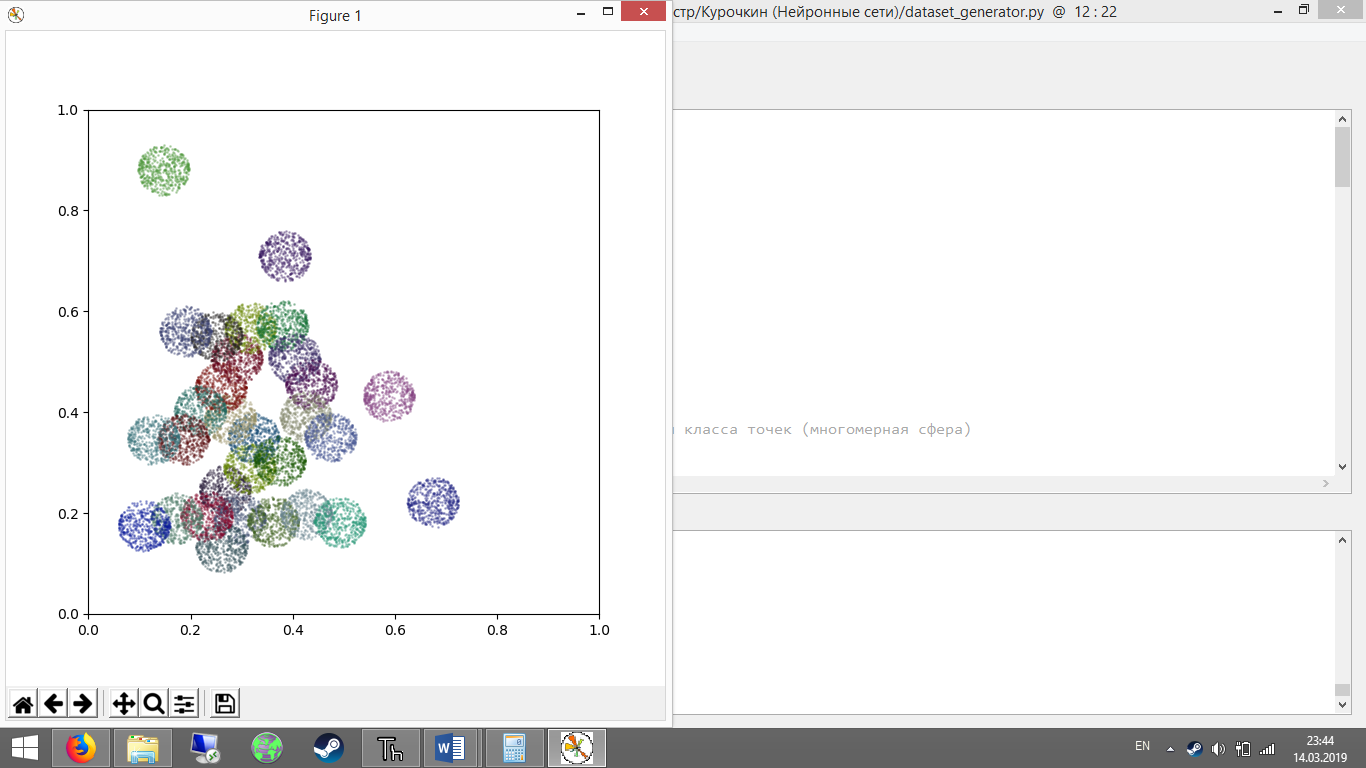 Figure 1
стр/Курочкин (Нейронные сети)/dataset_generator.py @ 12 : 22
1.0
0.8
0.6
0.4
0.2
0.0
0.0 0.2 0.4 0.6 0.8 1.0
класса точек (многомерная сфера)
Th
W
EN
23:44
14.03.2019